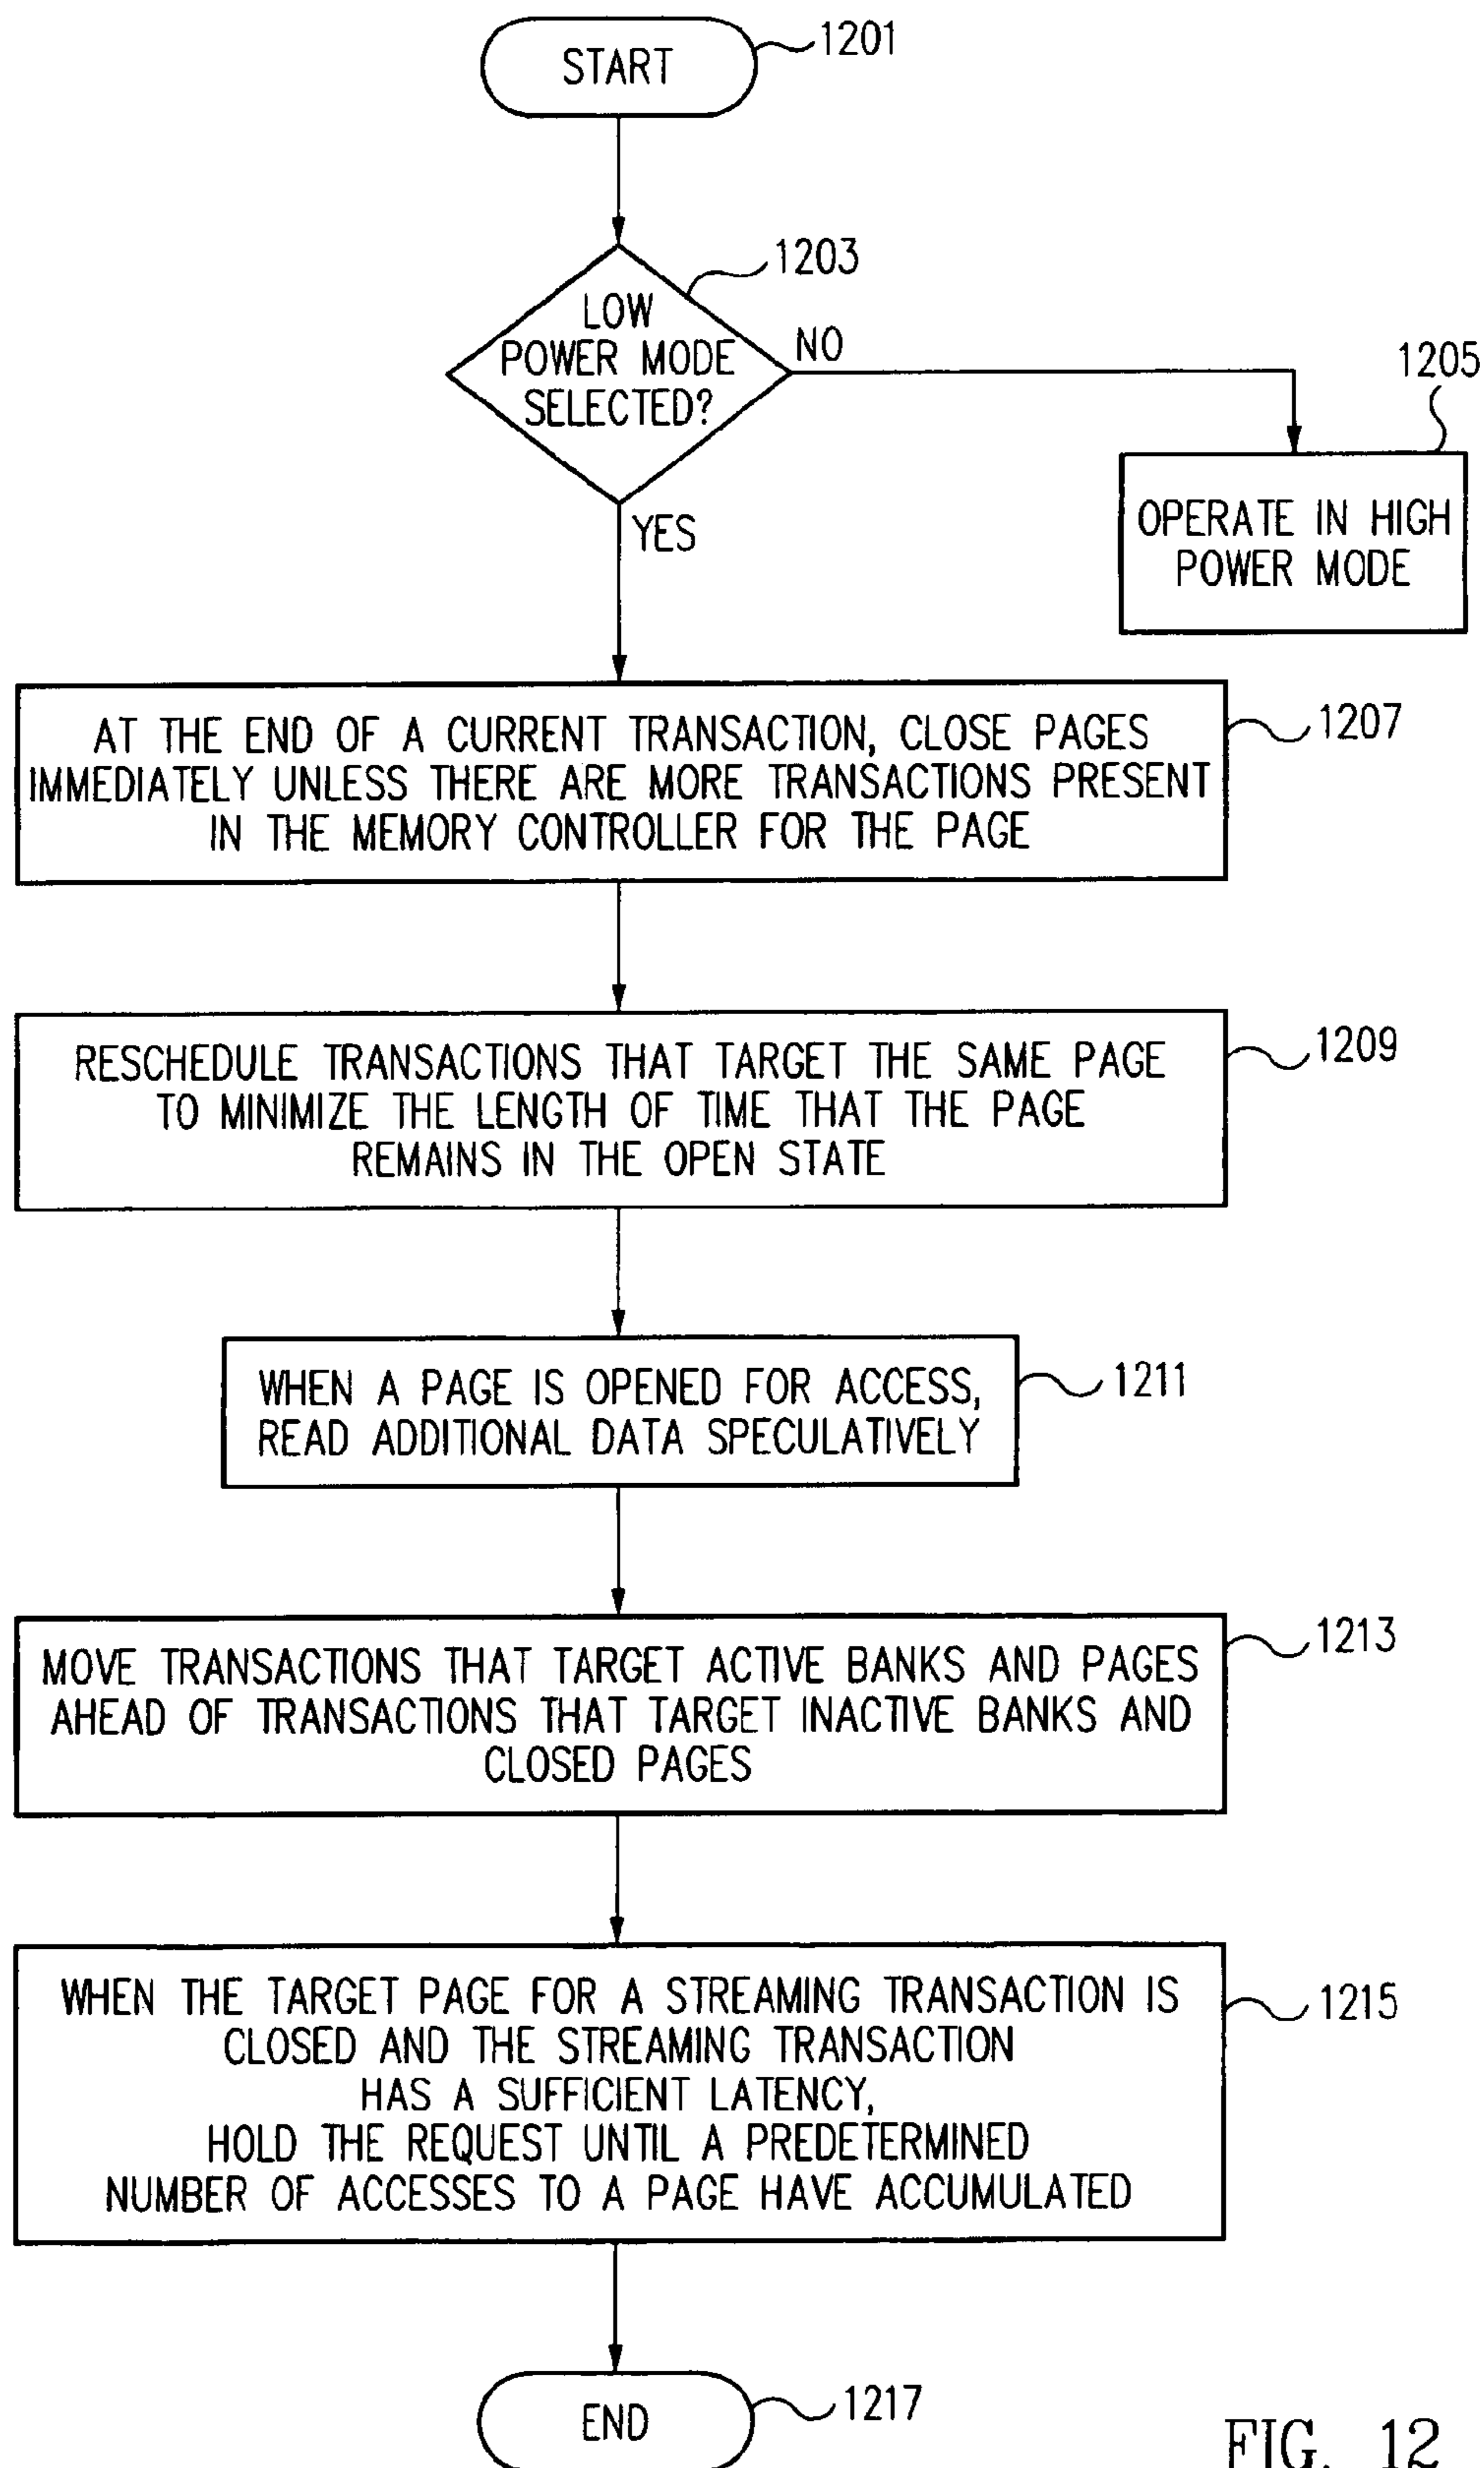 START
1201
1203
LOW
POWER MODE
SELECTED?
NO
1205
OPERATE IN HIGH
POWER MODE
YES
AT THE END OF A CURRENT TRANSACTION, CLOSE PAGES
IMMEDIATELY UNLESS THERE ARE MORE TRANSACTIONS PRESENT
IN THE MEMORY CONTROLLER FOR THE PAGE
1207
RESCHEDULE TRANSACTIONS THAT TARGET THE SAME PAGE
TO MINIMIZE THE LENGTH OF TIME THAT THE PAGE
REMAINS IN THE OPEN STATE
1209
WHEN A PAGE IS OPENED FOR ACCESS,
READ ADDITIONAL DATA SPECULATIVELY
1211
MOVE TRANSACTIONS THAT TARGET ACTIVE BANKS AND PAGES
AHEAD OF TRANSACTIONS THAT TARGET INACTIVE BANKS AND
CLOSED PAGES
1213
WHEN THE TARGET PAGE FOR A STREAMING TRANSACTION IS
CLOSED AND THE STREAMING TRANSACTION
HAS A SUFFICIENT LATENCY,
HOLD THE REQUEST UNTIL A PREDETERMINED
NUMBER OF ACCESSES TO A PAGE HAVE ACCUMULATED
1215
END
1217
FIG. 12